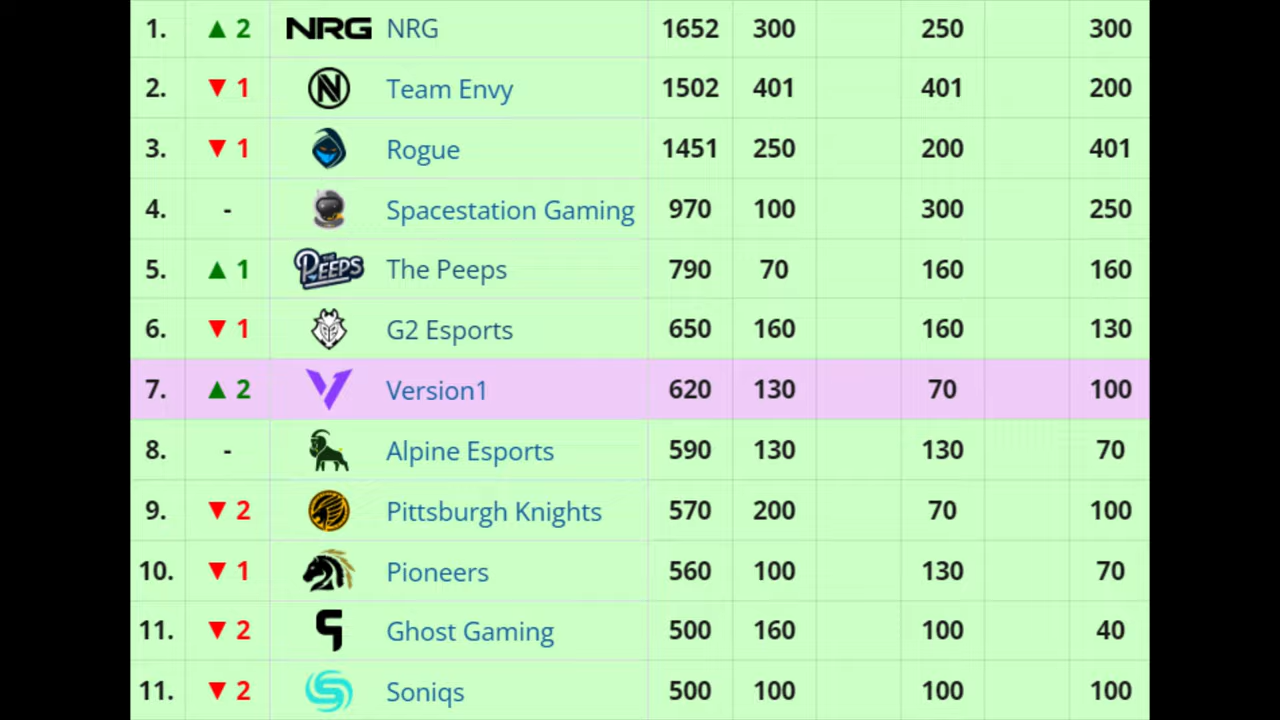 1. ▲ 2 NRG NRG 1652 300 250 300
2. ▼ 1 Team Envy 1502 401 401 200
3. ▼ 1 Rogue 1451 250 200 401
4. - Spacestation Gaming 970 100 300 250
5. ▲ 1 THE PEEPS The Peeps 790 70 160 160
6. ▼ 1 G2 Esports 650 160 160 130
7. ▲ 2 Version1 620 130 70 100
8. - Alpine Esports 590 130 130 70
9. ▼ 2 Pittsburgh Knights 570 200 70 100
10. ▼ 1 Pioneers 560 100 130 70
11. ▼ 2 Ghost Gaming 500 160 100 40
11. ▼ 2 Soniqs 500 100 100 100